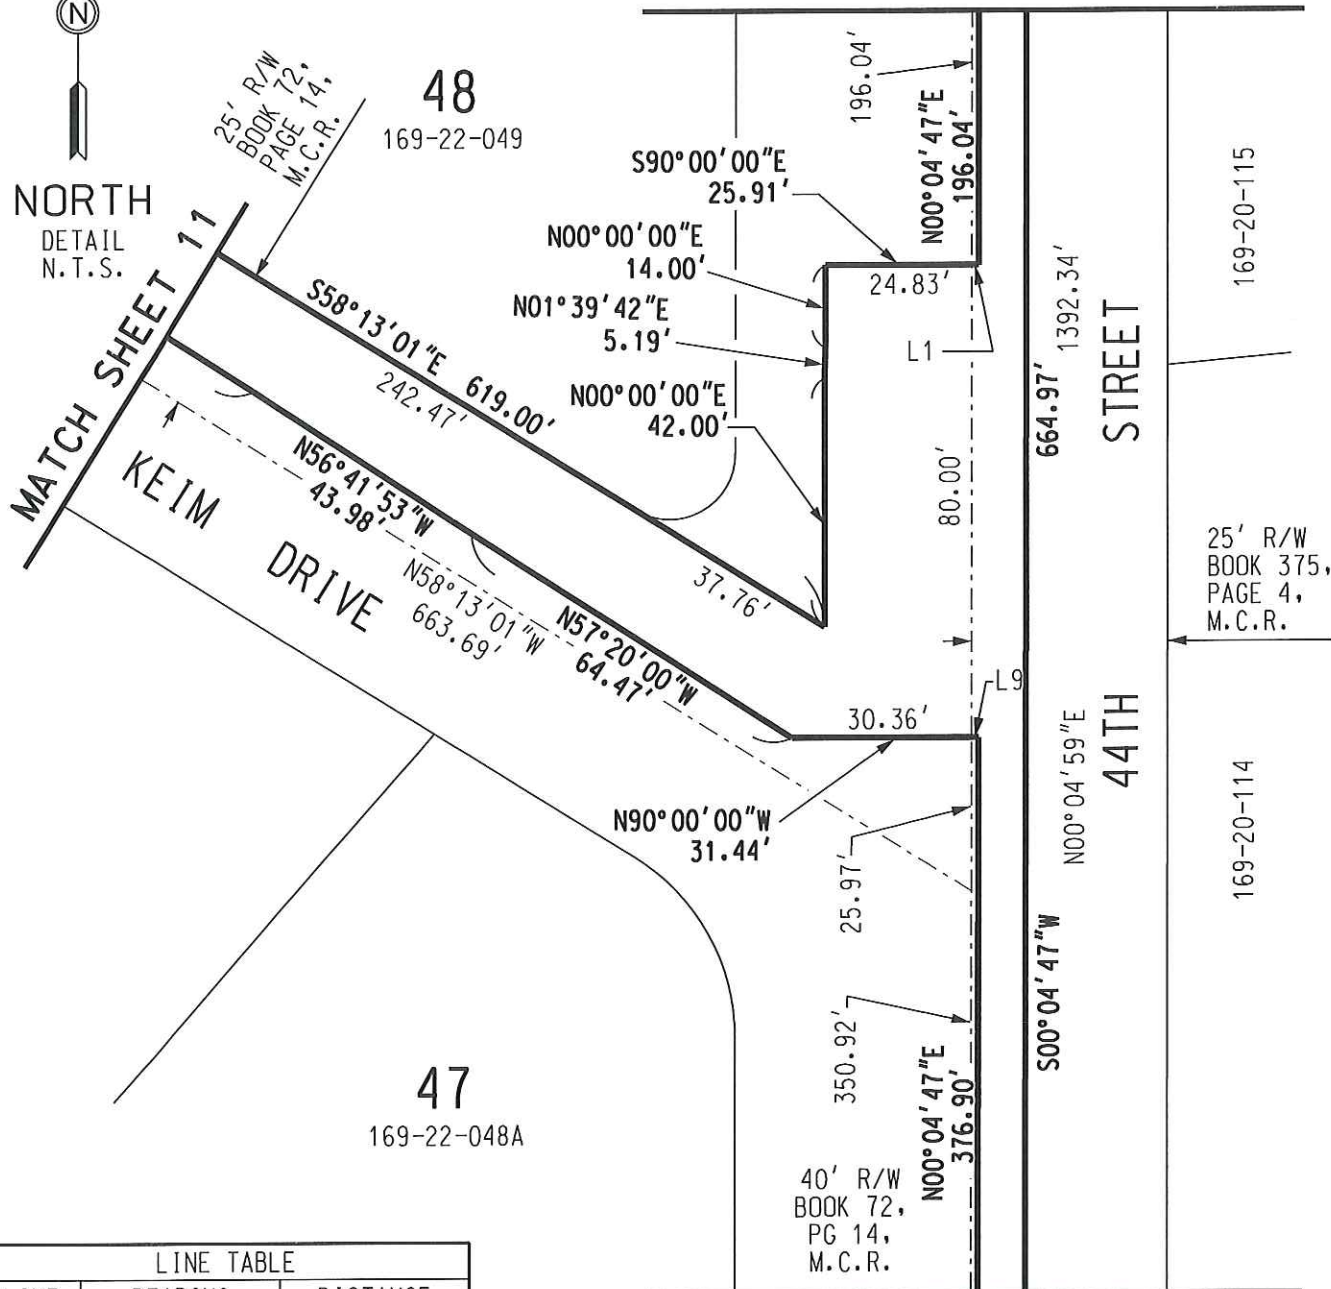 N
NORTH
DETAIL
N.T.S.
25' R/W
BOOK 72,
PAGE 14,
M.C.R.
48
169-22-049
MATCH SHEET 11
S58°13'01"E 619.00'
242.47'
37.76'
S90°00'00"E
25.91'
N00°00'00"E
14.00'
N01°39'42"E
5.19'
N00°00'00"E
42.00'
24.83'
L1
196.04'
N00°04'47"E
196.04'
664.97'
1392.34'
STREET
169-20-115
80.00'
KEIM DRIVE
N56°41'53"W
43.98'
N58°13'01"W
663.69'
N57°20'00"W
64.47'
25' R/W
BOOK 375,
PAGE 4,
M.C.R.
L9
30.36'
N90°00'00"W
31.44'
25.97'
N00°04'59"E
44TH
169-20-114
S00°04'47"W
350.92'
N00°04'47"E
376.90'
47
169-22-048A
40' R/W
BOOK 72,
PG 14,
M.C.R.
LINE TABLE